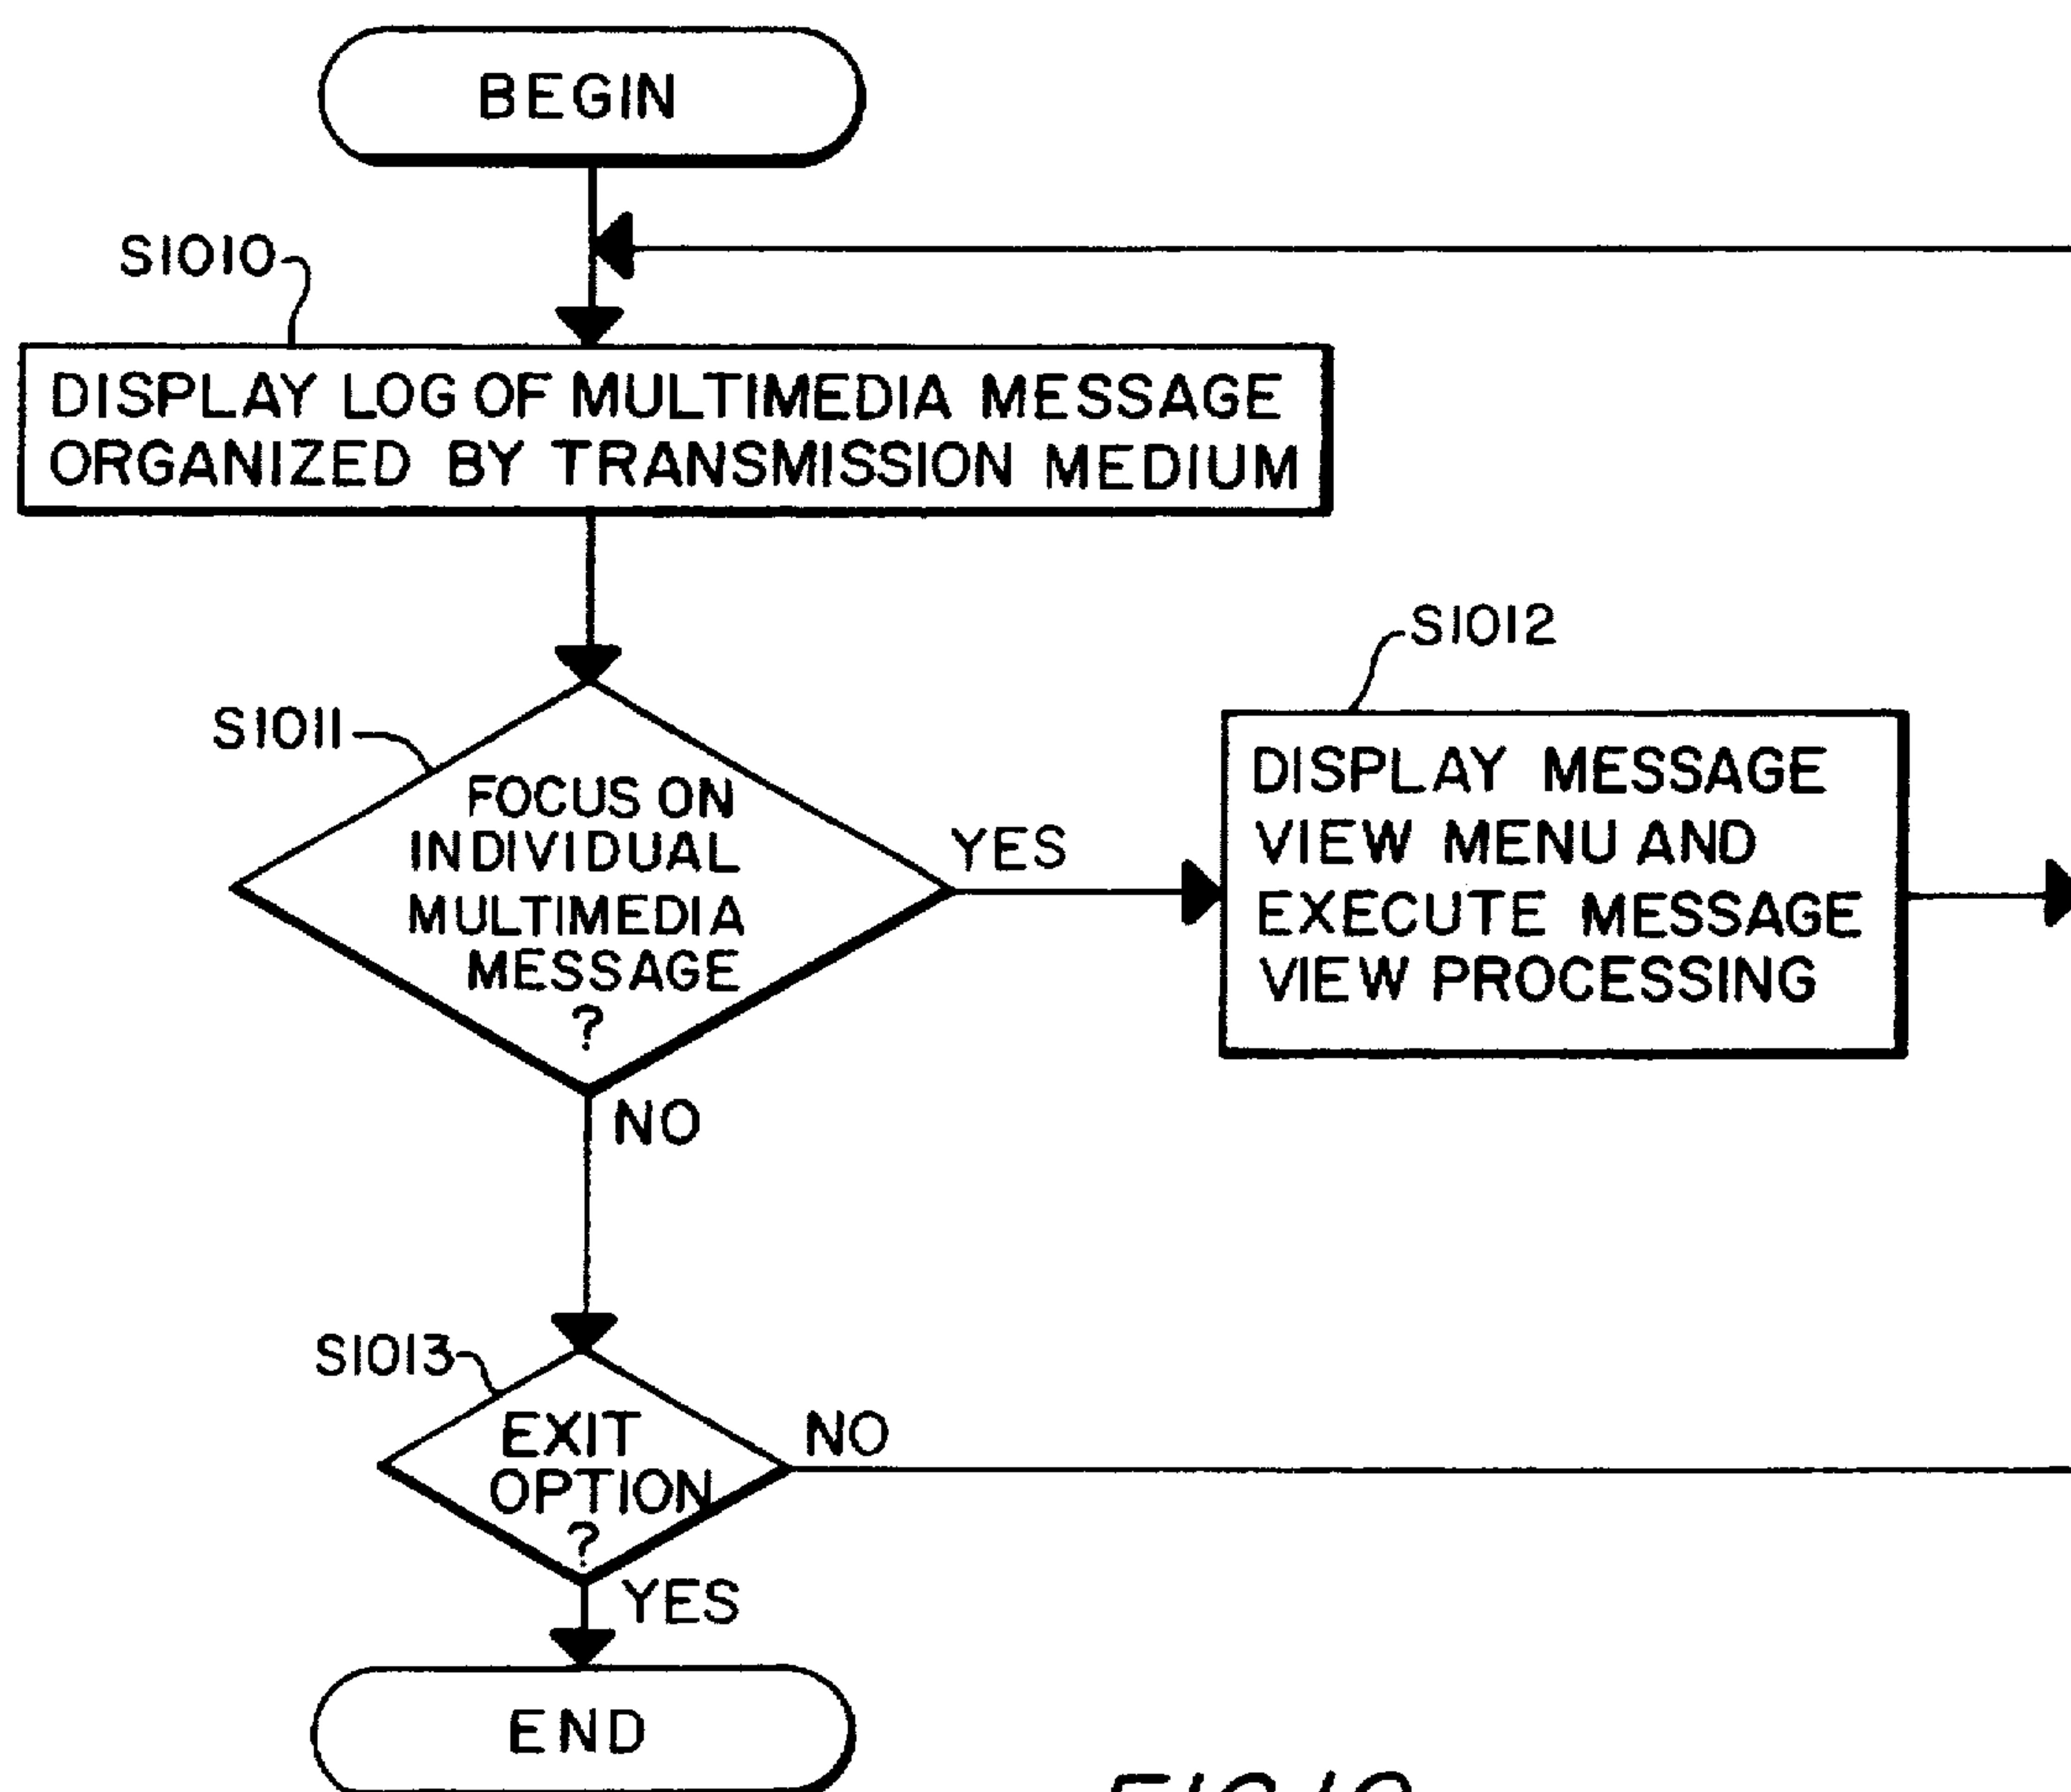 BEGIN
S1010
DISPLAY LOG OF MULTIMEDIA MESSAGE
ORGANIZED BY TRANSMISSION MEDIUM
S1012
S1011
FOCUS ON
INDIVIDUAL
MULTIMEDIA
MESSAGE
?
YES
DISPLAY MESSAGE
VIEW MENU AND
EXECUTE MESSAGE
VIEW PROCESSING
NO
S1013
EXIT
OPTION
?
NO
YES
END